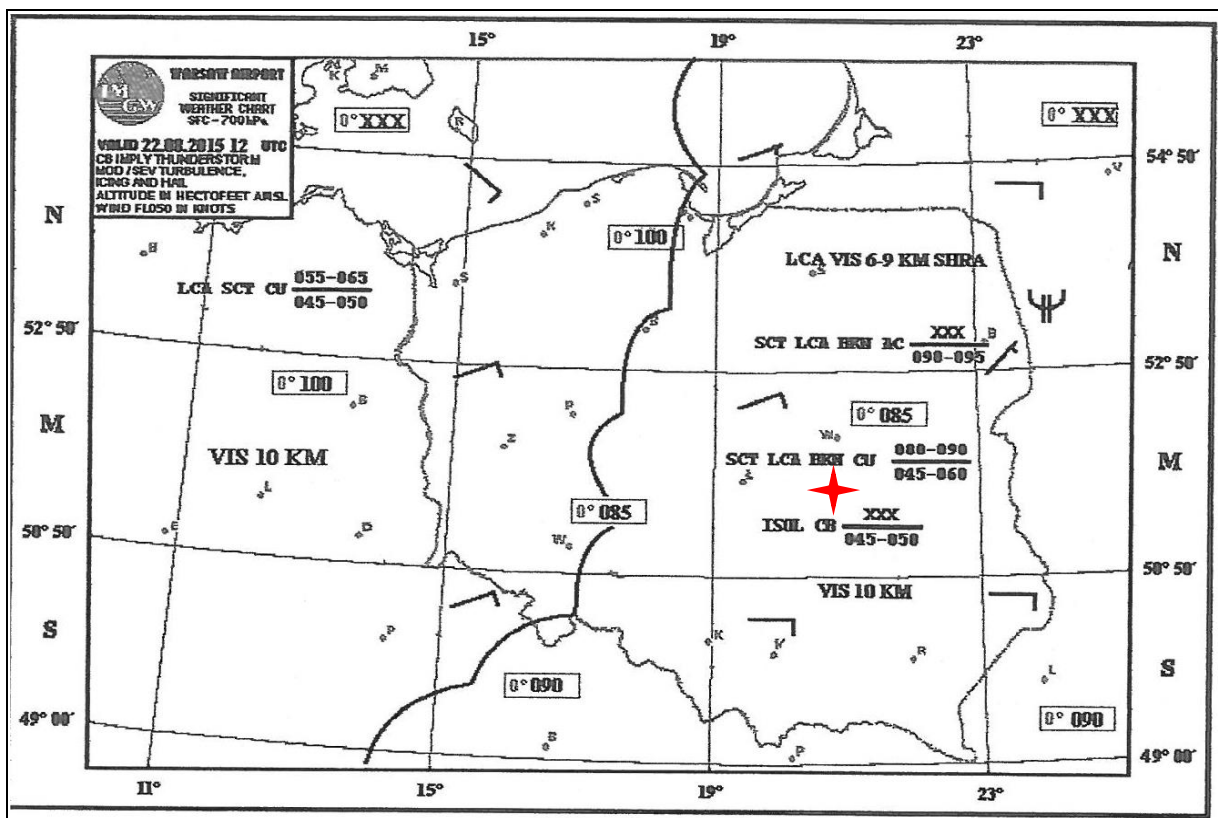 15°
19°
23°
IM
GW
WARSAW AIRPORT
SIGNIFICANT
WEATHER CHART
SFC-700hPa
VALID 22.08.2015 12 UTC
CB IMPLY THUNDERSTORM
MOD/SEV TURBULENCE,
ICING AND HAIL
ALTITUDE IN HECTOFEET AMSL
WIND FL050 IN KNOTS
M
K
M
R
0° XXX
0° XXX
54° 50'
V
N
N
S
K
0° 100
H
S
LCA VIS 6-9 KM SHRA
LCA SCT CU 055-065
045-050
52° 50'
B
SCT LCA BKN AC XXX
090-095
52° 50'
0° 100
B
P
Z
0° 085
W
M
M
VIS 10 KM
SCT LCA BKN CU 080-090
045-060
L
Ł
0° 085
ISOL CB XXX
045-050
50° 50'
E
D
W
50° 50'
VIS 10 KM
S
S
P
K
K
R
L
0° 090
0° 090
49° 00'
B
P
49° 00'
11°
15°
19°
23°